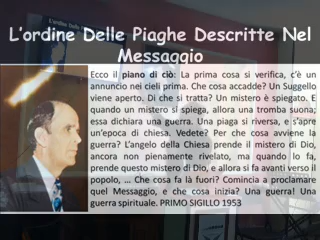 L'ordine Delle Piaghe Descritte Nel
Messaggio
Ecco il piano di ciò: La prima cosa si verifica, c'è un
annuncio nei cieli prima. Che cosa accade? Un Suggello
viene aperto. Di che si tratta? Un mistero è spiegato. E
quando un mistero si spiega, allora una tromba suona;
essa dichiara una guerra. Una piaga si riversa, e s'apre
un'epoca di chiesa. Vedete? Per che cosa avviene la
guerra? L'angelo della Chiesa prende il mistero di Dio,
ancora non pienamente rivelato, ma quando lo fa,
prende questo mistero di Dio, e allora si fa avanti verso il
popolo, ... Che cosa fa là fuori? Comincia a proclamare
quel Messaggio, e che cosa inizia? Una guerra! Una
guerra spirituale. PRIMO SIGILLO 1953